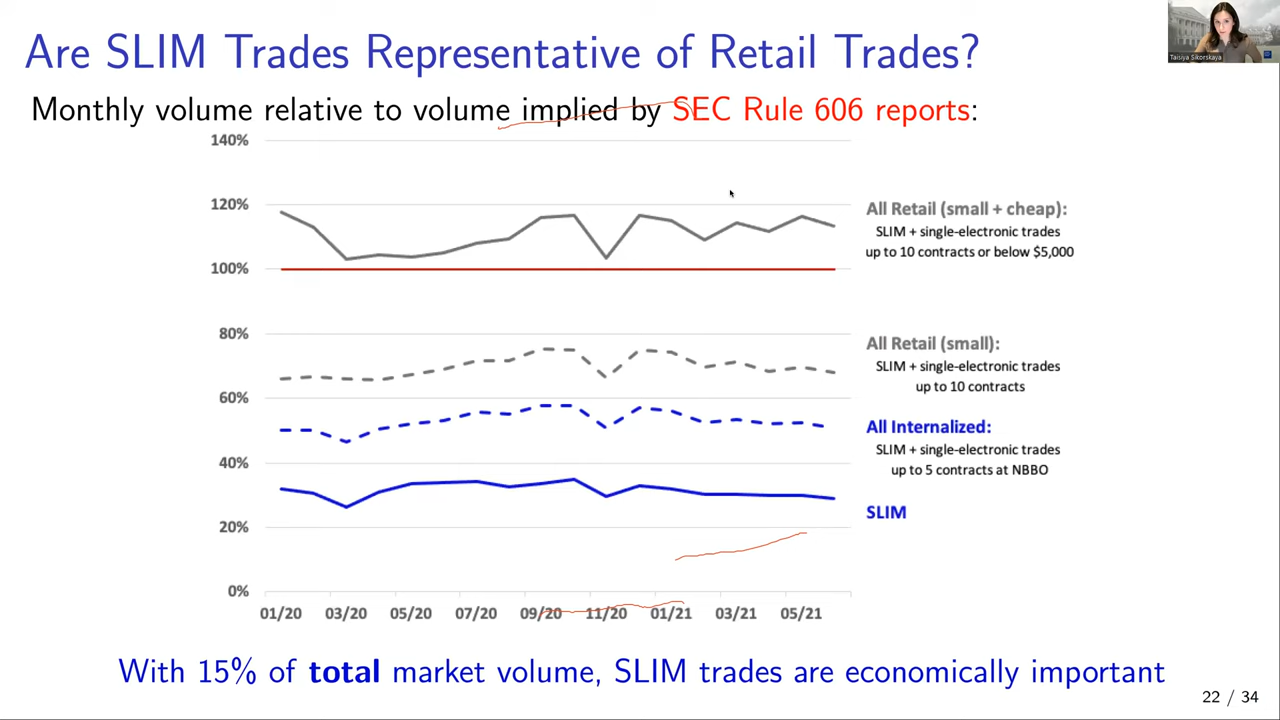 Are SLIM Trades Representative of Retail Trades?
Taisiya Sikorskaya
Monthly volume relative to volume implied by SEC Rule 606 reports:
140%
120%
100%
80%
60%
40%
20%
0%
All Retail (small + cheap):
SLIM + single-electronic trades
up to 10 contracts or below $5,000
All Retail (small):
SLIM + single-electronic trades
up to 10 contracts
All Internalized:
SLIM + single-electronic trades
up to 5 contracts at NBBO
SLIM
01/20 03/20 05/20 07/20 09/20 11/20 01/21 03/21 05/21
With 15% of total market volume, SLIM trades are economically important
22 / 34